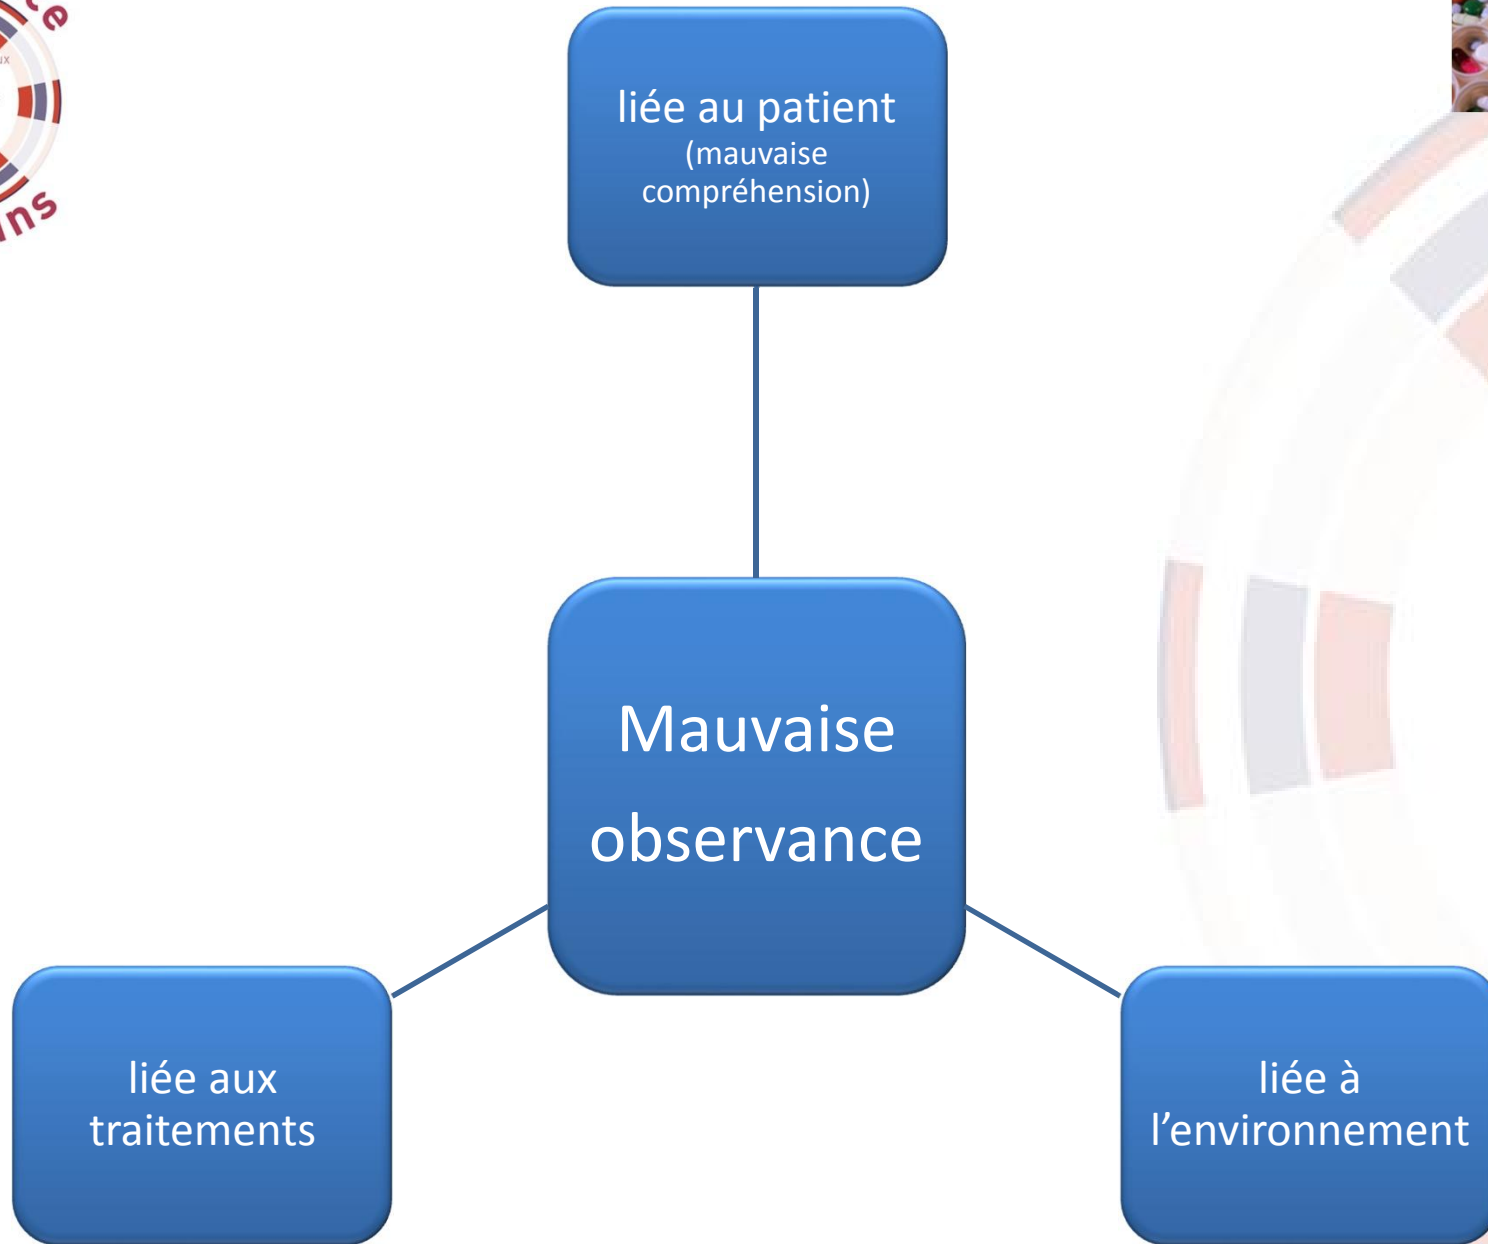 liée au patient
(mauvaise
compréhension)
Mauvaise
observance
liée aux
traitements
liée à
l’environnement